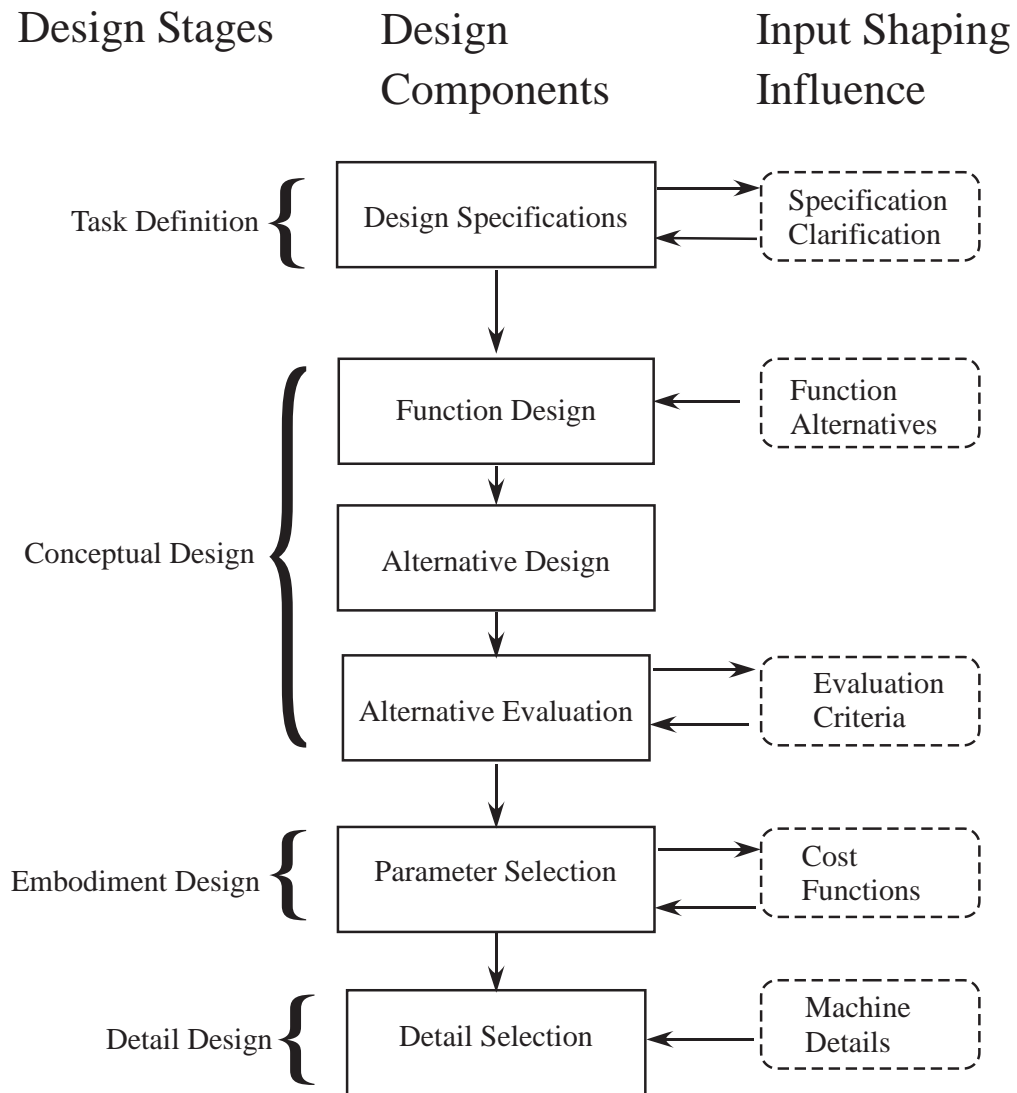 Design Stages
Design
Components
Input Shaping
Influence
Task Definition
Design Specifications
Specification
Clarification
Function Design
Function
Alternatives
Conceptual Design
Alternative Design
Alternative Evaluation
Evaluation
Criteria
Embodiment Design
Parameter Selection
Cost
Functions
Detail Design
Detail Selection
Machine
Details